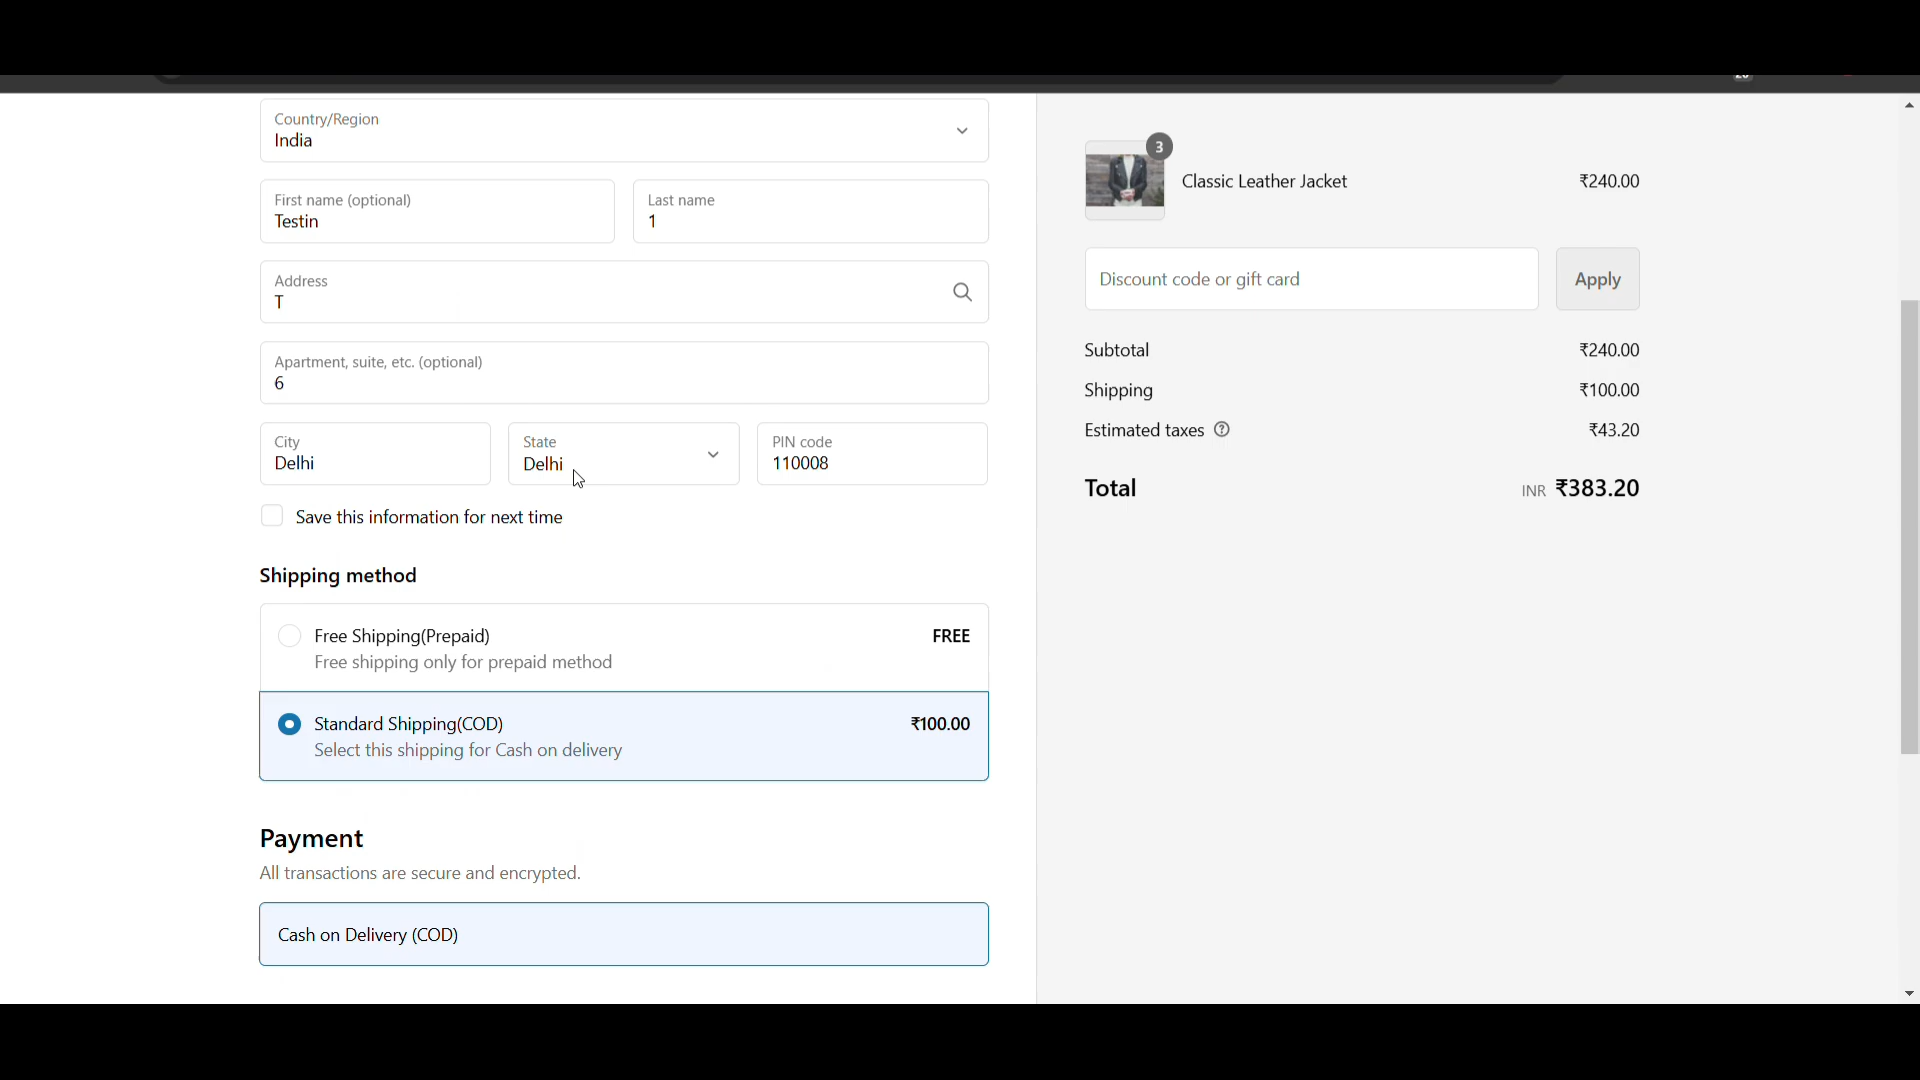 Country/Region
India
First name (optional)
Testin
Last name
1
Address
T
Apartment, suite, etc. (optional)
6
City
Delhi
State
Delhi
PIN code
110008
Save this information for next time
Shipping method
Free Shipping(Prepaid) FREE
Free shipping only for prepaid method
Standard Shipping(COD) ₹100.00
Select this shipping for Cash on delivery
Payment
All transactions are secure and encrypted.
Cash on Delivery (COD)
3
Classic Leather Jacket ₹240.00
Discount code or gift card Apply
Subtotal ₹240.00
Shipping ₹100.00
Estimated taxes ? ₹43.20
Total INR ₹383.20